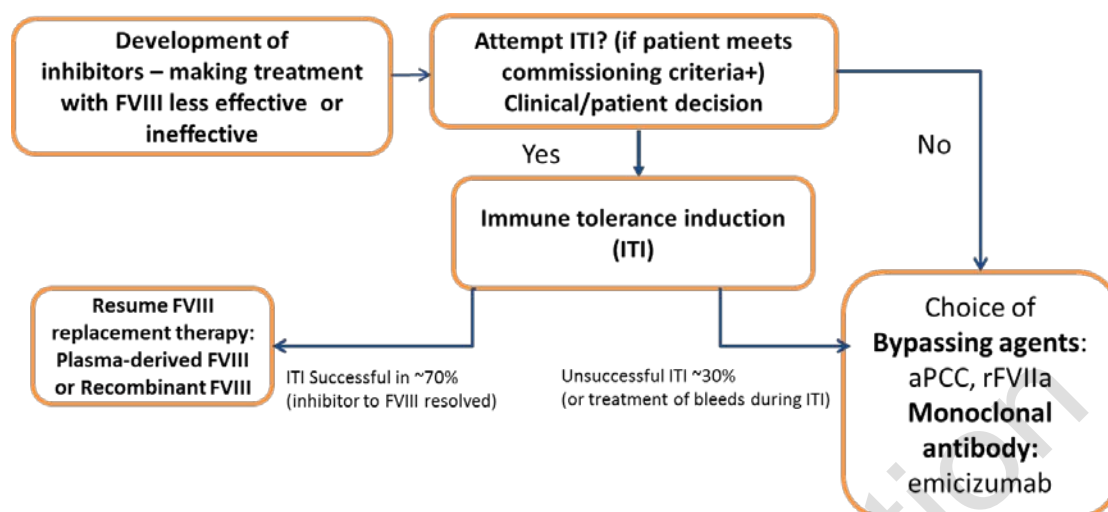 Development of
inhibitors – making treatment
with FVIII less effective or
ineffective
Attempt ITI? (if patient meets
commissioning criteria+)
Clinical/patient decision
Yes
No
Immune tolerance induction
(ITI)
Resume FVIII
replacement therapy:
Plasma-derived FVIII
or Recombinant FVIII
ITI Successful in ~70%
(inhibitor to FVIII resolved)
Unsuccessful ITI ~30%
(or treatment of bleeds during ITI)
Choice of
Bypassing agents:
aPCC, rFVIIa
Monoclonal
antibody:
emicizumab